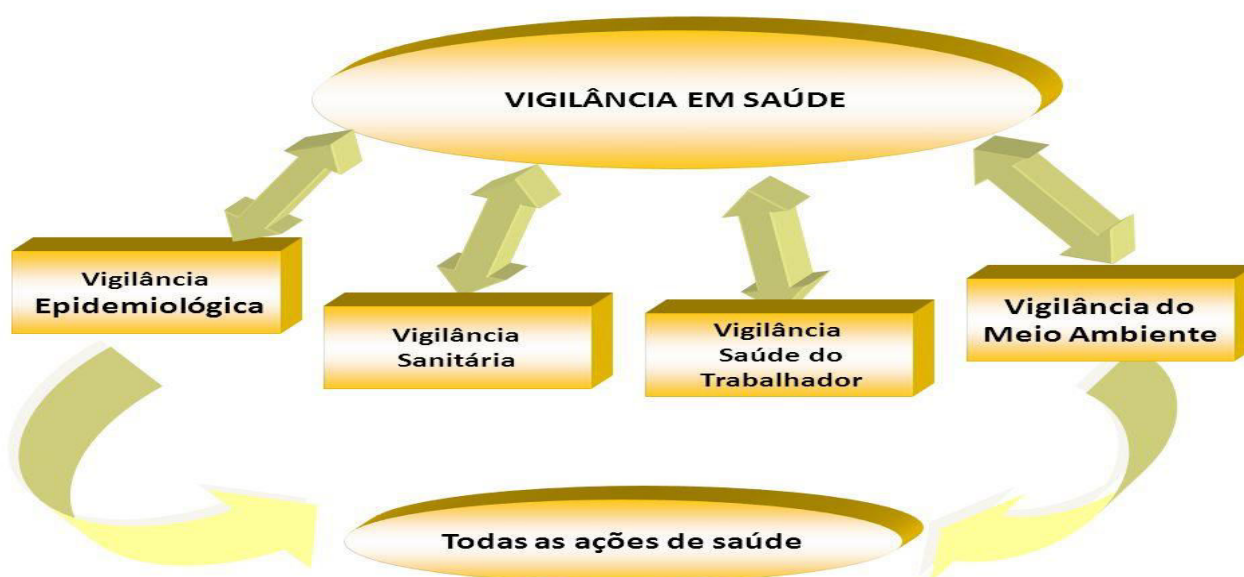 VIGILÂNCIA EM SAÚDE
Vigilância
Epidemiológica
Vigilância
Sanitária
Vigilância
Saúde do
Trabalhador
Vigilância do
Meio Ambiente
Todas as ações de saúde